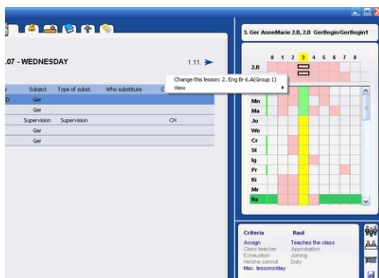 3. Ger AnneMarie 2.B, 2.D GerBegin/GerBegin1
.07 - WEDNESDAY
1.11.
0 1 2 3 4 5 6 7 8
2.B
Change this lesson: 2. Eng Br 6.A(Group 1)
View
Subject Type of subst. Who substitute
Ger
Ger
Supervision Supervision CH
Ger
Ger
Mn
Ma
Ju
We
Cr
St
Ig
Pr
Ki
Mr
Ra
Criteria Raul
Assign Teaches the class
Class teacher Approbation
Exhaustion Joining
He/she cannot Duty
Max. lessons/day